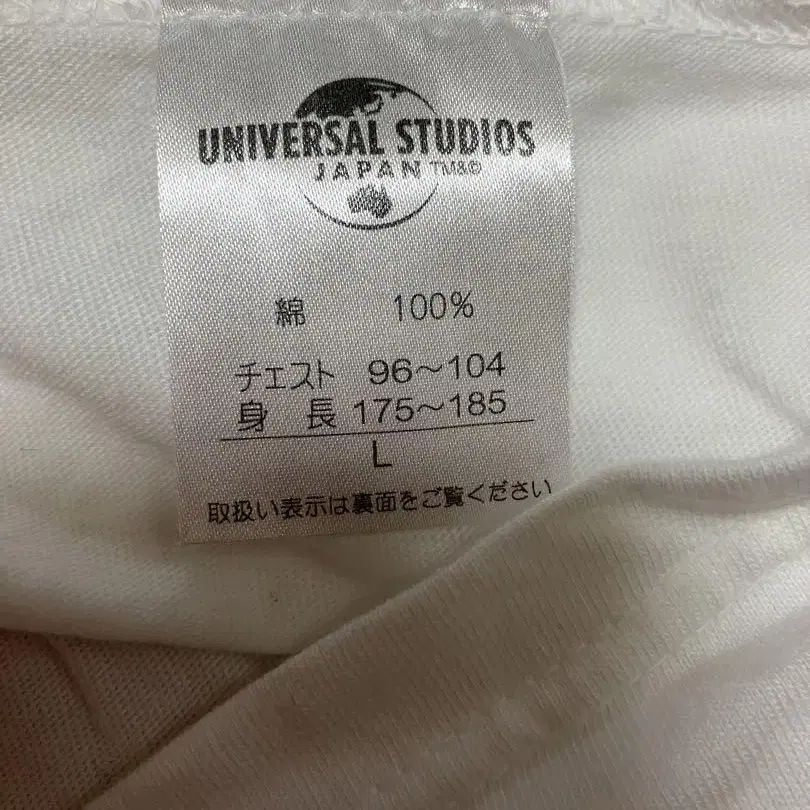 UNIVERSAL STUDIOS
JAPAN TM&©
綿 100%
チェスト 96～104
身長 175～185
L
取扱い表示は裏面をご覧ください